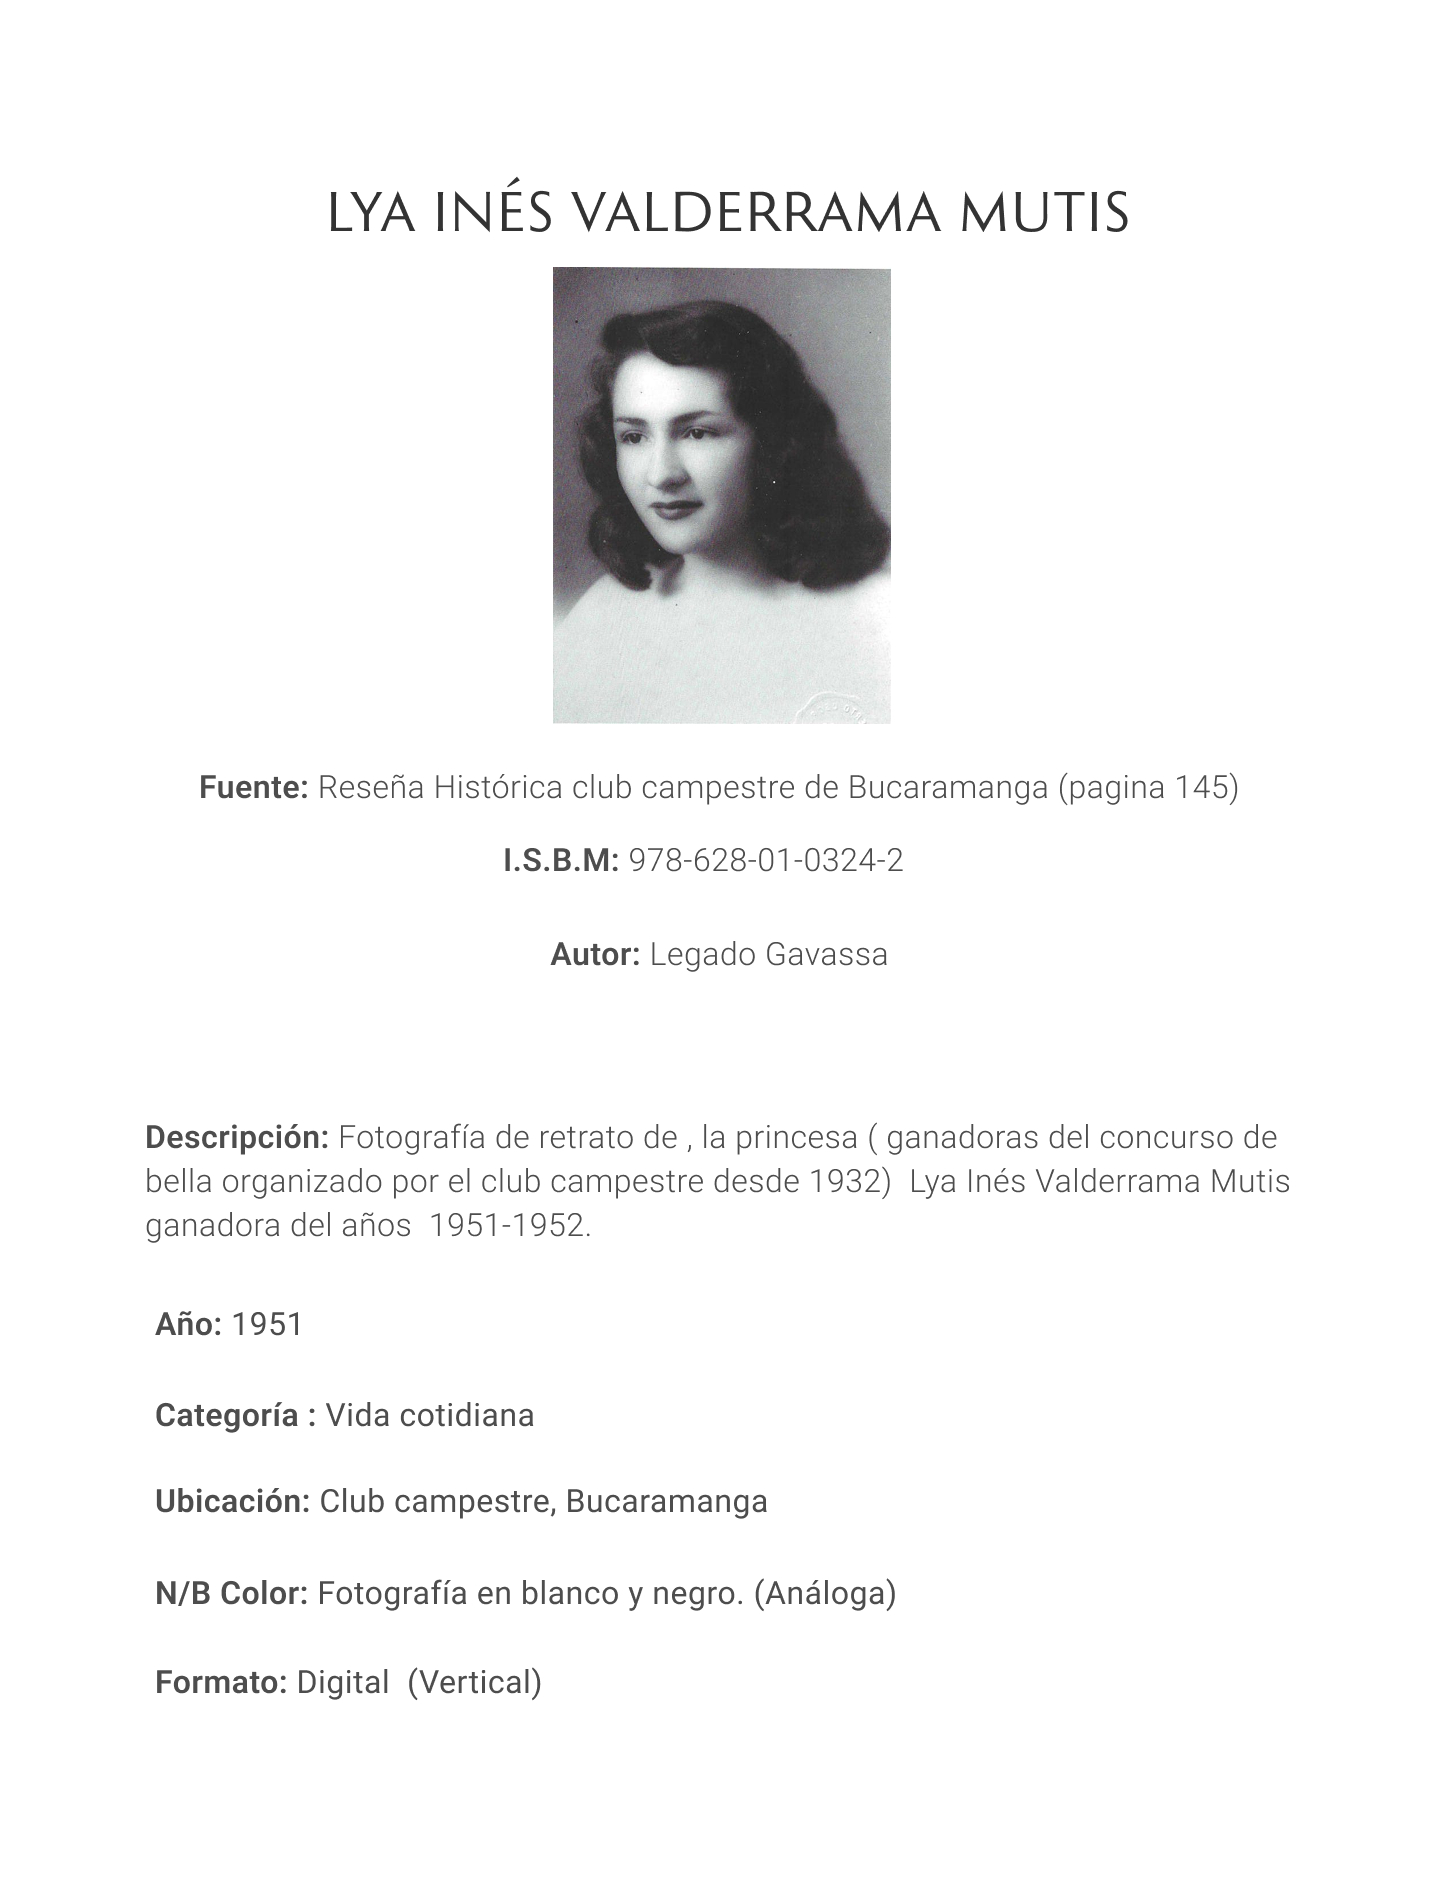 LYA INÉS VALDERRAMA MUTIS
Fuente: Reseña Histórica club campestre de Bucaramanga (pagina 145)
I.S.B.M: 978-628-01-0324-2
Autor: Legado Gavassa
Descripción: Fotografía de retrato de , la princesa ( ganadoras del concurso de
bella organizado por el club campestre desde 1932)  Lya Inés Valderrama Mutis
ganadora del años  1951-1952.
Año: 1951
Categoría : Vida cotidiana
Ubicación: Club campestre, Bucaramanga
N/B Color: Fotografía en blanco y negro. (Análoga)
Formato: Digital  (Vertical)